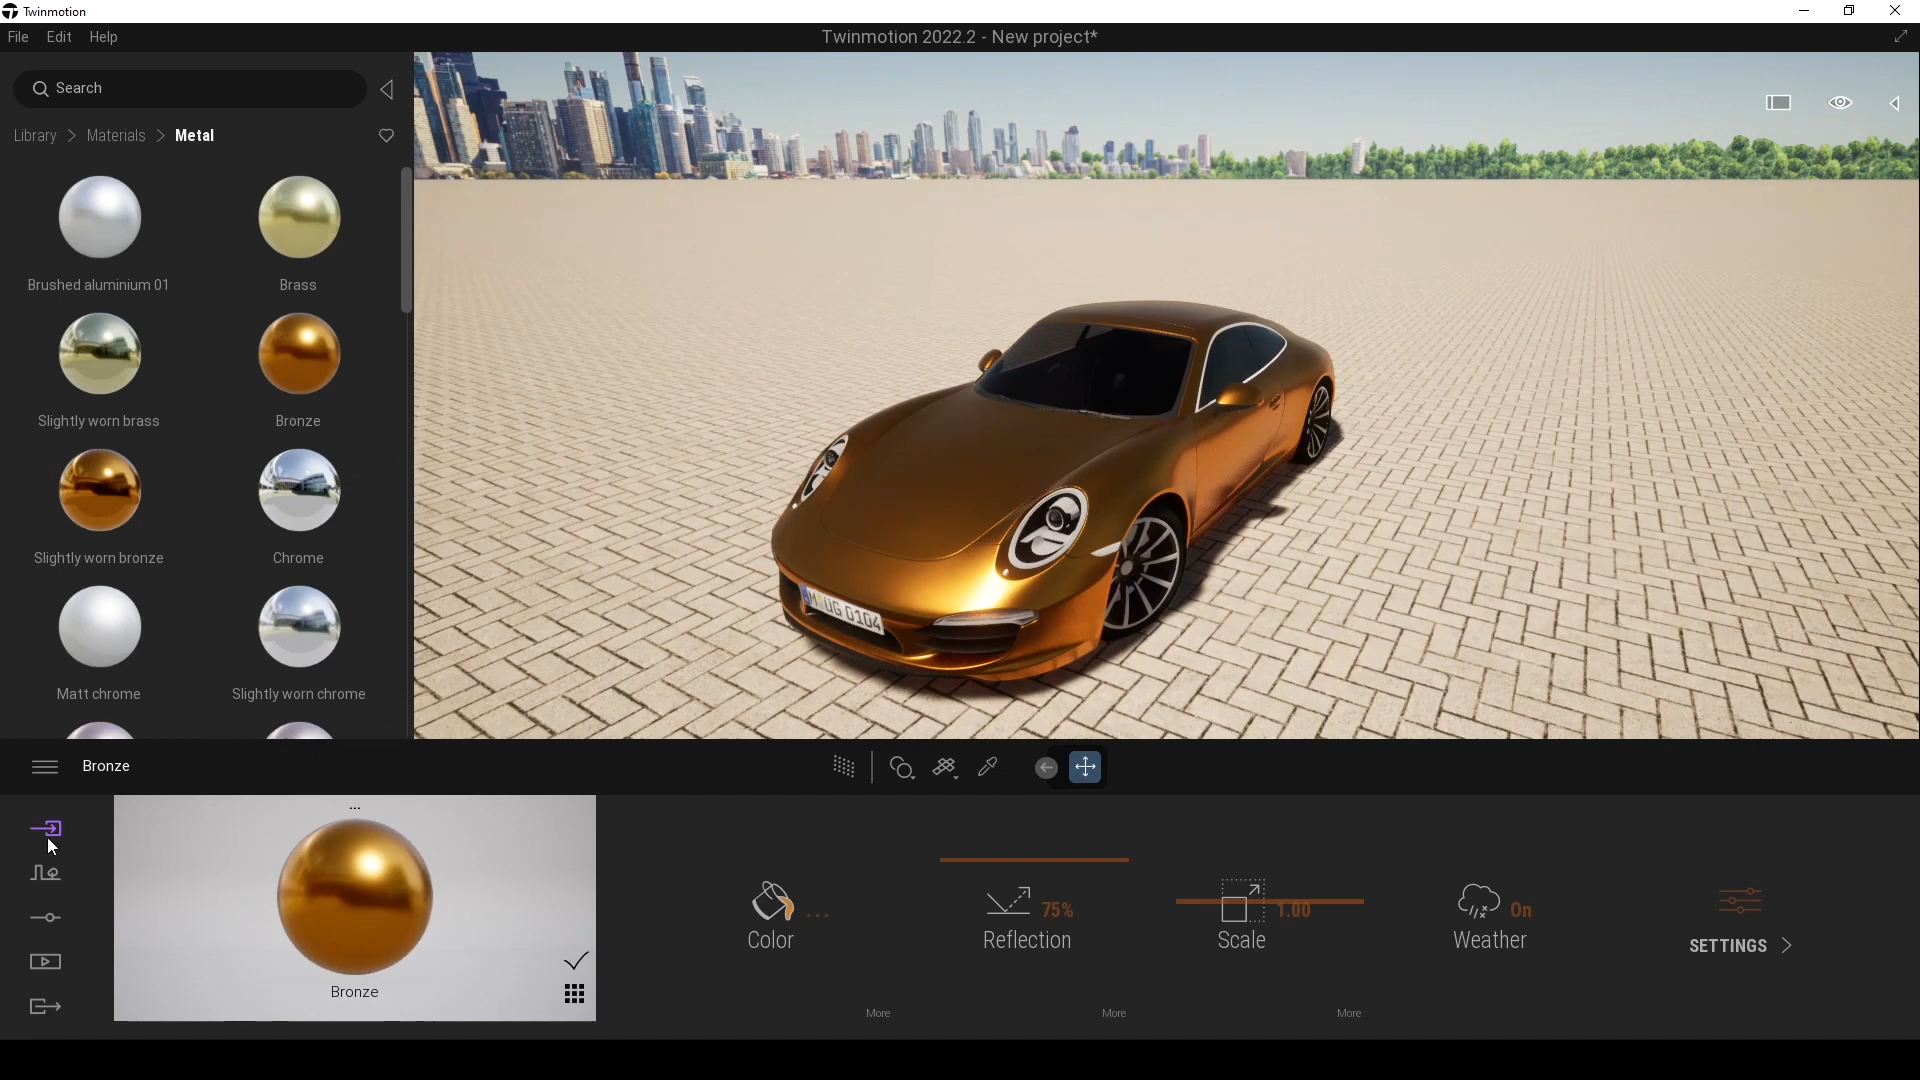 Twinmotion
File Edit Help
Twinmotion 2022.2 - New project*
Search
Library > Materials > Metal
Brushed aluminium 01
Brass
Slightly worn brass
Bronze
Slightly worn bronze
Chrome
Matt chrome
Slightly worn chrome
M UG 0104
Bronze
...
Bronze
Color ...
More
Reflection 75%
More
Scale 1.00
More
Weather On
SETTINGS >